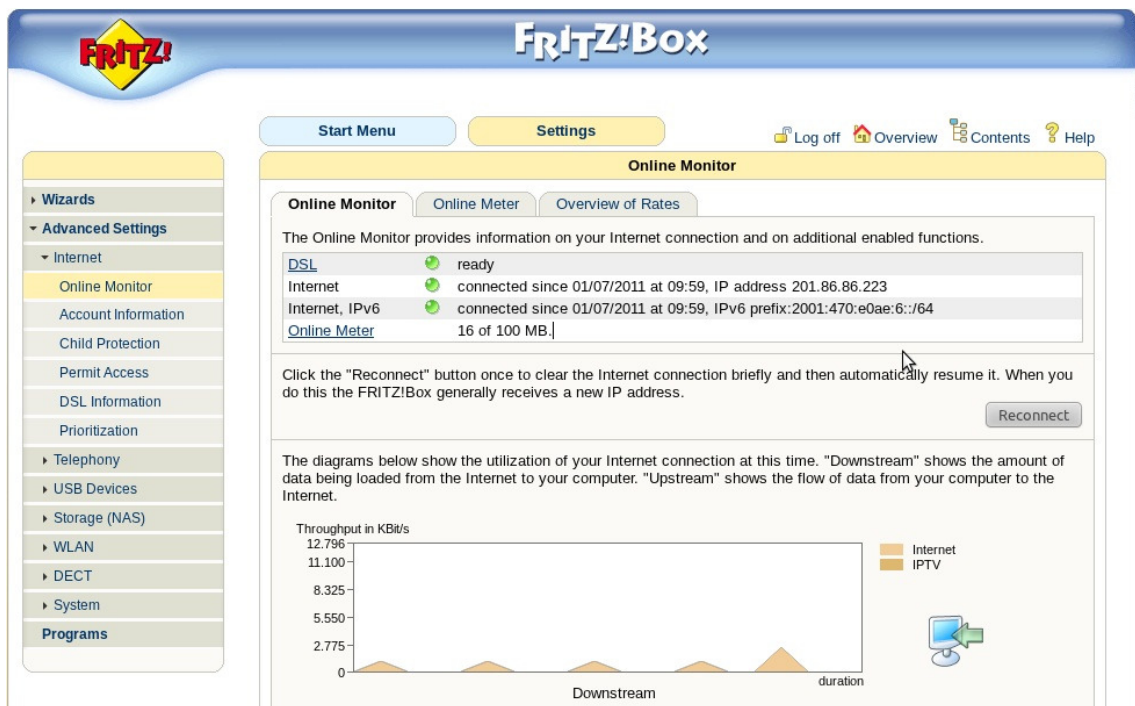 FRITZ!
FRITZ!Box
Start Menu
Settings
Log off
Overview
Contents
Help
Online Monitor
Wizards
Advanced Settings
Internet
Online Monitor
Account Information
Child Protection
Permit Access
DSL Information
Prioritization
Telephony
USB Devices
Storage (NAS)
WLAN
DECT
System
Programs
Online Monitor
Online Meter
Overview of Rates
The Online Monitor provides information on your Internet connection and on additional enabled functions.
DSL ready
Internet connected since 01/07/2011 at 09:59, IP address 201.86.86.223
Internet, IPv6 connected since 01/07/2011 at 09:59, IPv6 prefix:2001:470:e0ae:6::/64
Online Meter 16 of 100 MB.
Click the "Reconnect" button once to clear the Internet connection briefly and then automatically resume it. When you
do this the FRITZ!Box generally receives a new IP address.
Reconnect
The diagrams below show the utilization of your Internet connection at this time. "Downstream" shows the amount of
data being loaded from the Internet to your computer. "Upstream" shows the flow of data from your computer to the
Internet.
Throughput in KBit/s
12.796
11.100
8.325
5.550
2.775
0
duration
Downstream
Internet
IPTV